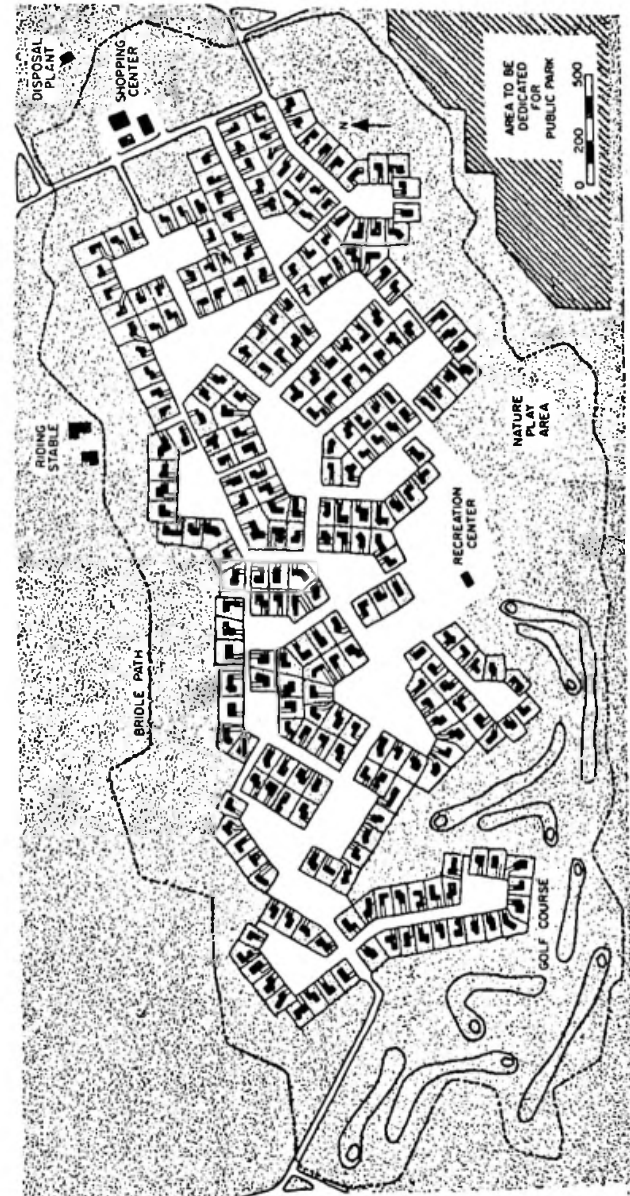 DISPOSAL
PLANT
SHOPPING
CENTER
AREA TO BE
DEDICATED
FOR
PUBLIC PARK
0 200 500
N
RIDING
STABLE
NATURE
PLAY
AREA
RECREATION
CENTER
BRIDLE PATH
GOLF COURSE